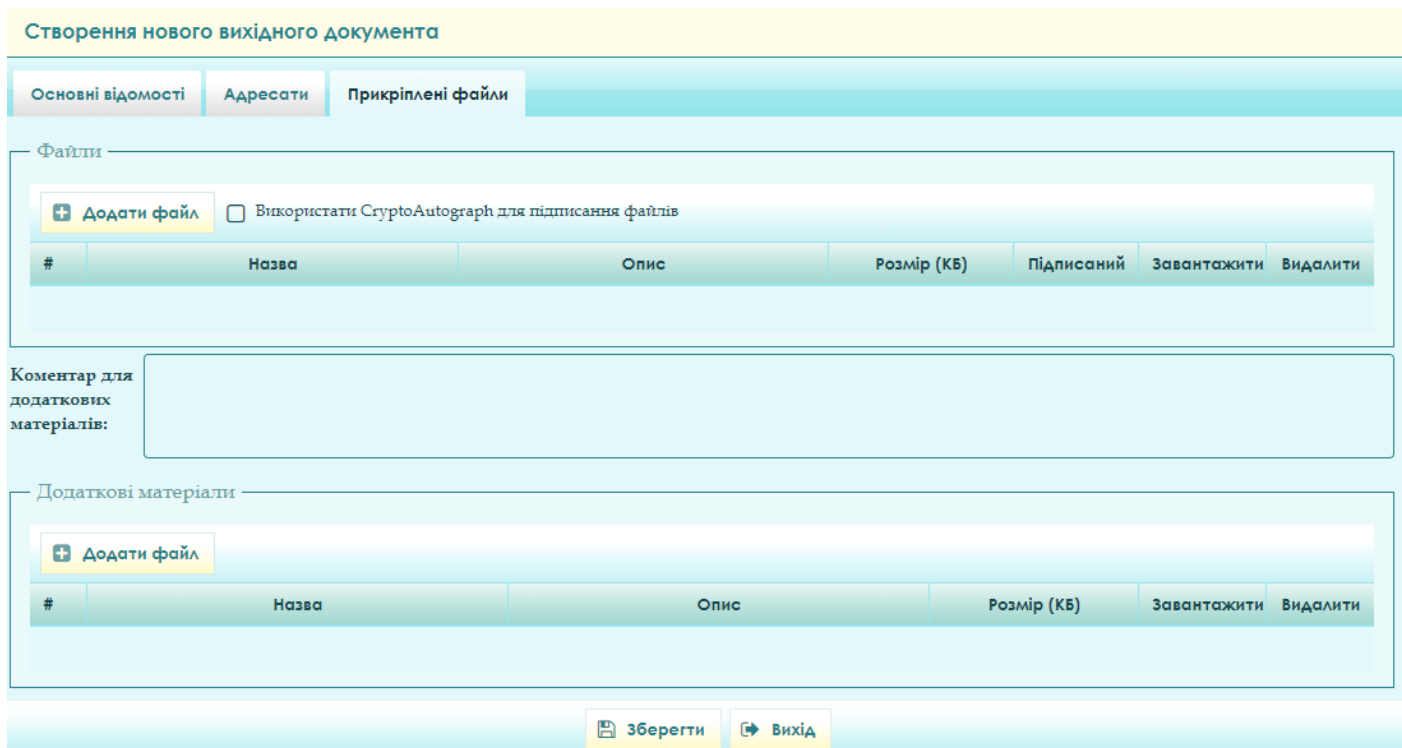 Створення нового вихідного документа
Основні відомості Адресати Прикріплені файли
Файли
Додати файл Використати CryptoAutograph для підписання файлів
# Назва Опис Розмір (КБ) Підписаний Завантажити Видалити
Коментар для
додаткових
матеріалів:
Додаткові матеріали
Додати файл
# Назва Опис Розмір (КБ) Завантажити Видалити
Зберегти Вихід